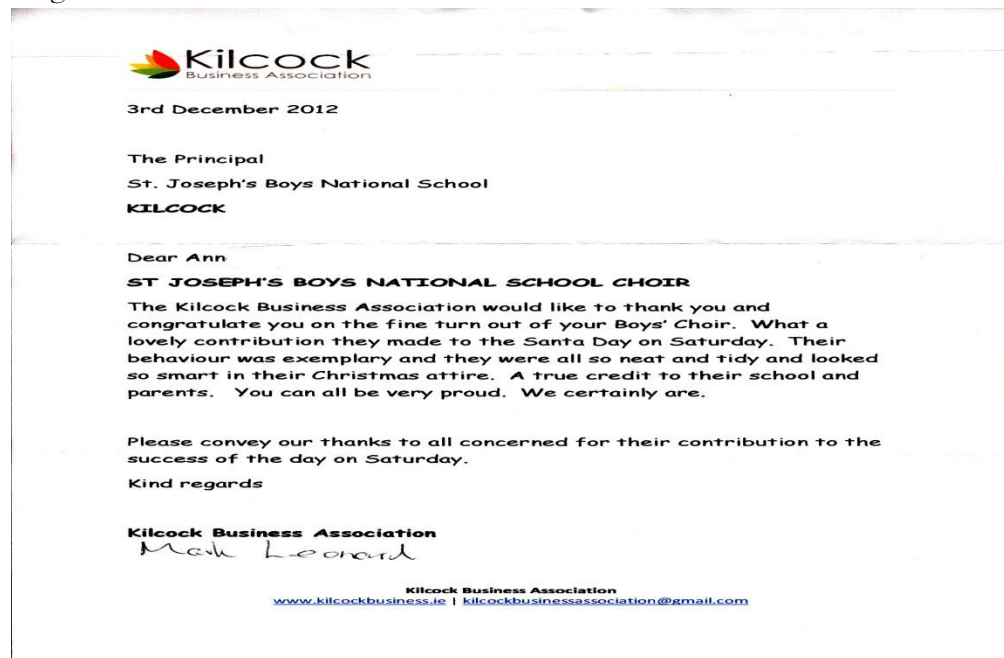 Kilcock
Business Association
3rd December 2012
The Principal
St. Joseph's Boys National School
KILCOCK
Dear Ann
ST JOSEPH'S BOYS NATIONAL SCHOOL CHOIR
The Kilcock Business Association would like to thank you and
congratulate you on the fine turn out of your Boys' Choir. What a
lovely contribution they made to the Santa Day on Saturday. Their
behaviour was exemplary and they were all so neat and tidy and looked
so smart in their Christmas attire. A true credit to their school and
parents. You can all be very proud. We certainly are.
Please convey our thanks to all concerned for their contribution to the
success of the day on Saturday.
Kind regards
Kilcock Business Association
Mark Leonard
Kilcock Business Association
www.kilcockbusiness.ie | kilcockbusinessassociation@gmail.com